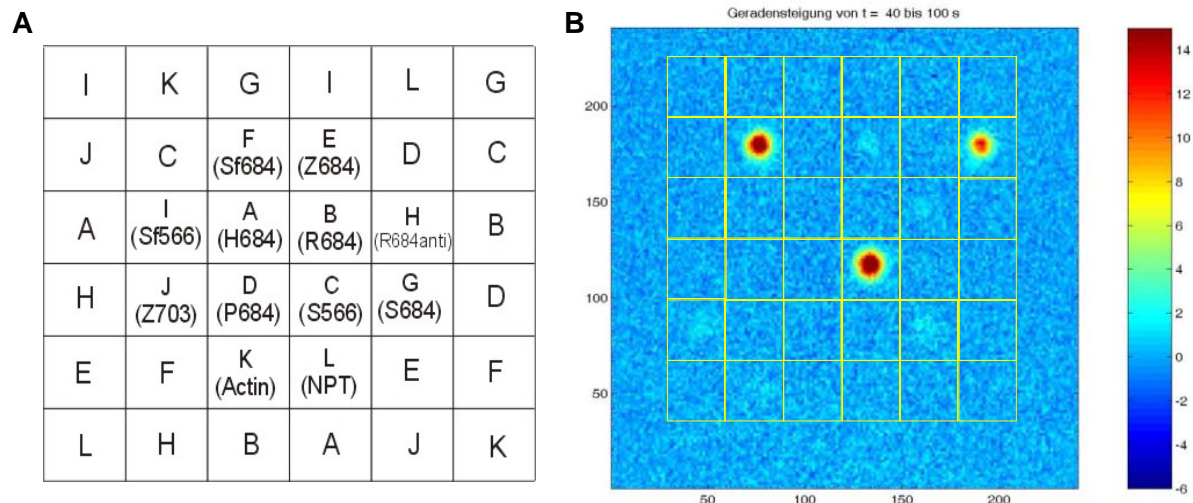 A
I K G I L G
J C F E D C
(Sf684) (Z684)
A I A B H B
(Sf566) (H684) (R684) (R684anti)
H J D C G D
(Z703) (P684) (S566) (S684)
E F K L E F
(Actin) (NPT)
L H B A J K
B
Geradensteigung von t = 40 bis 100 s
200
150
100
50
50 100 150 200
14
12
10
8
6
4
2
0
-2
-4
-6